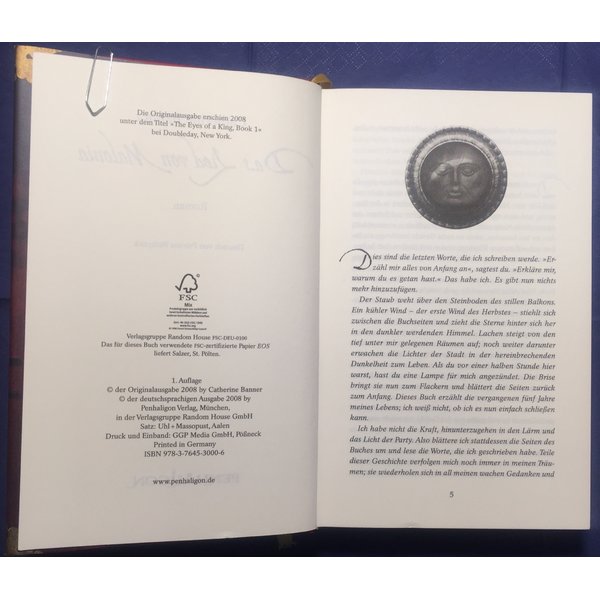 Die Originalausgabe erschien 2008
unter dem Titel »The Eyes of a King, Book 1«
bei Doubleday, New York.
Das Lied von Malonia
Roman
FSC
Mix
Verlagsgruppe Random House FSC-DEU-0100
Das für dieses Buch verwendete FSC-zertifizierte Papier EOS
liefert Salzer, St. Pölten.
1. Auflage
© der Originalausgabe 2008 by Catherine Banner
© der deutschsprachigen Ausgabe 2008 by
Penhaligon Verlag, München,
in der Verlagsgruppe Random House GmbH
Satz: Uhl + Massopust, Aalen
Druck und Einband: GGP Media GmbH, Pößneck
Printed in Germany
ISBN 978-3-7645-3000-6
www.penhaligon.de
Dies sind die letzten Worte, die ich schreiben werde. »Er-
zähl mir alles von Anfang an«, sagtest du. »Erkläre mir,
warum du es getan hast.« Das habe ich. Es gibt nichts
mehr hinzuzufügen.
Der Staub weht über den Steinboden des stillen Balkons.
Ein kühler Wind – der erste Wind des Herbstes – stiehlt sich
zwischen die Buchseiten und zieht die Sterne hinter sich her
an den dunkler werdenden Himmel. Lachen steigt von den
tief unter mir gelegenen Räumen auf; noch weiter darunter
erwachen die Lichter der Stadt in der hereinbrechenden
Dunkelheit zum Leben. Als du vor einer halben Stunde hier
warst, hast du eine Lampe für mich angezündet. Die Brise
bringt sie nun zum Flackern und blättert die Seiten zurück
zum Anfang. Dieses Buch erzählt die vergangenen fünf Jahre
meines Lebens; ich weiß nicht, ob ich es nun einfach schließen
kann.
Ich habe nicht die Kraft, hinunterzugehen in den Lärm und
das Licht der Party. Also blättere ich stattdessen die Seiten des
Buches um und lese die Worte, die ich geschrieben habe. Teile
dieser Geschichte verfolgen mich noch immer in meinen Träu-
men; sie wiederholen sich in all meinen wachen Gedanken und
5